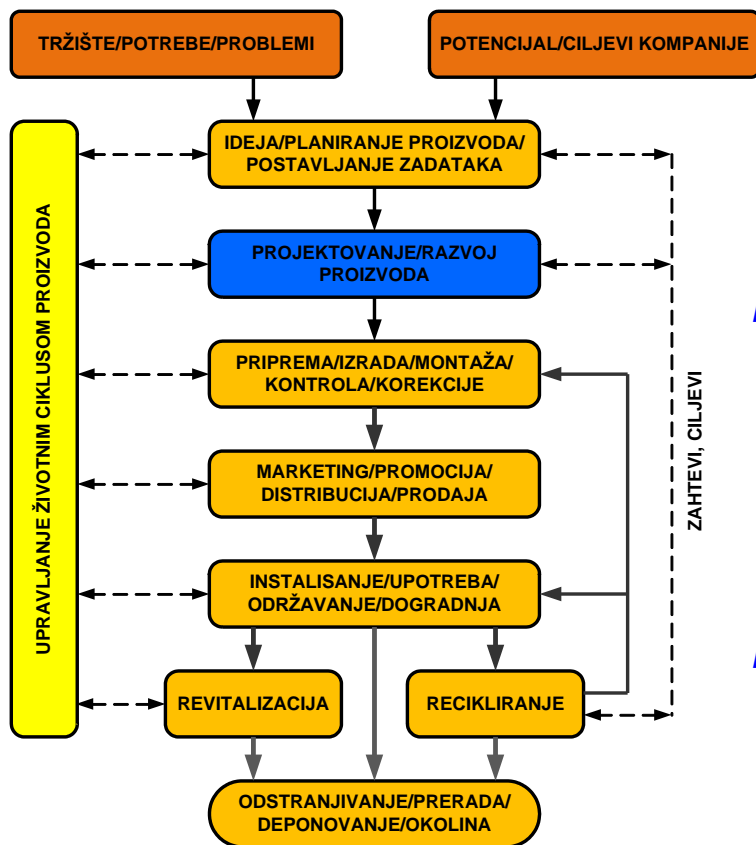 TRŽIŠTE/POTREBE/PROBLEMI
POTENCIJAL/CILJEVI KOMPANIJE
IDEJA/PLANIRANJE PROIZVODA/
POSTAVLJANJE ZADATAKA
PROJEKTOVANJE/RAZVOJ
PROIZVODA
PRIPREMA/IZRADA/MONTAŽA/
KONTROLA/KOREKCIJE
MARKETING/PROMOCIJA/
DISTRIBUCIJA/PRODAJA
INSTALISANJE/UPOTREBA/
ODRŽAVANJE/DOGRADNJA
REVITALIZACIJA
RECIKLIRANJE
ODSTRANJIVANJE/PRERADA/
DEPONOVANJE/OKOLINA
UPRAVLJANJE ŽIVOTNIM CIKLUSOM PROIZVODA
ZAHTEVI, CILJEVI